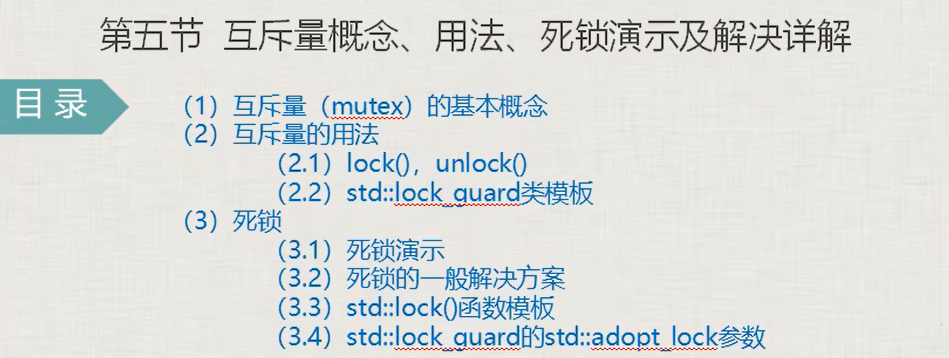 第五节 互斥量概念、用法、死锁演示及解决详解
目 录
（1）互斥量（mutex）的基本概念
（2）互斥量的用法
（2.1）lock()，unlock()
（2.2）std::lock_guard类模板
（3）死锁
（3.1）死锁演示
（3.2）死锁的一般解决方案
（3.3）std::lock()函数模板
（3.4）std::lock_guard的std::adopt_lock参数